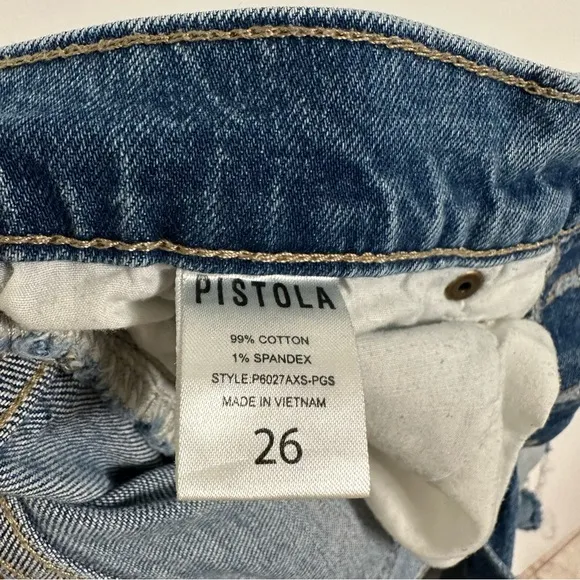 PISTOLA
99% COTTON
1% SPANDEX
STYLE:P6027AXS-PGS
MADE IN VIETNAM
26